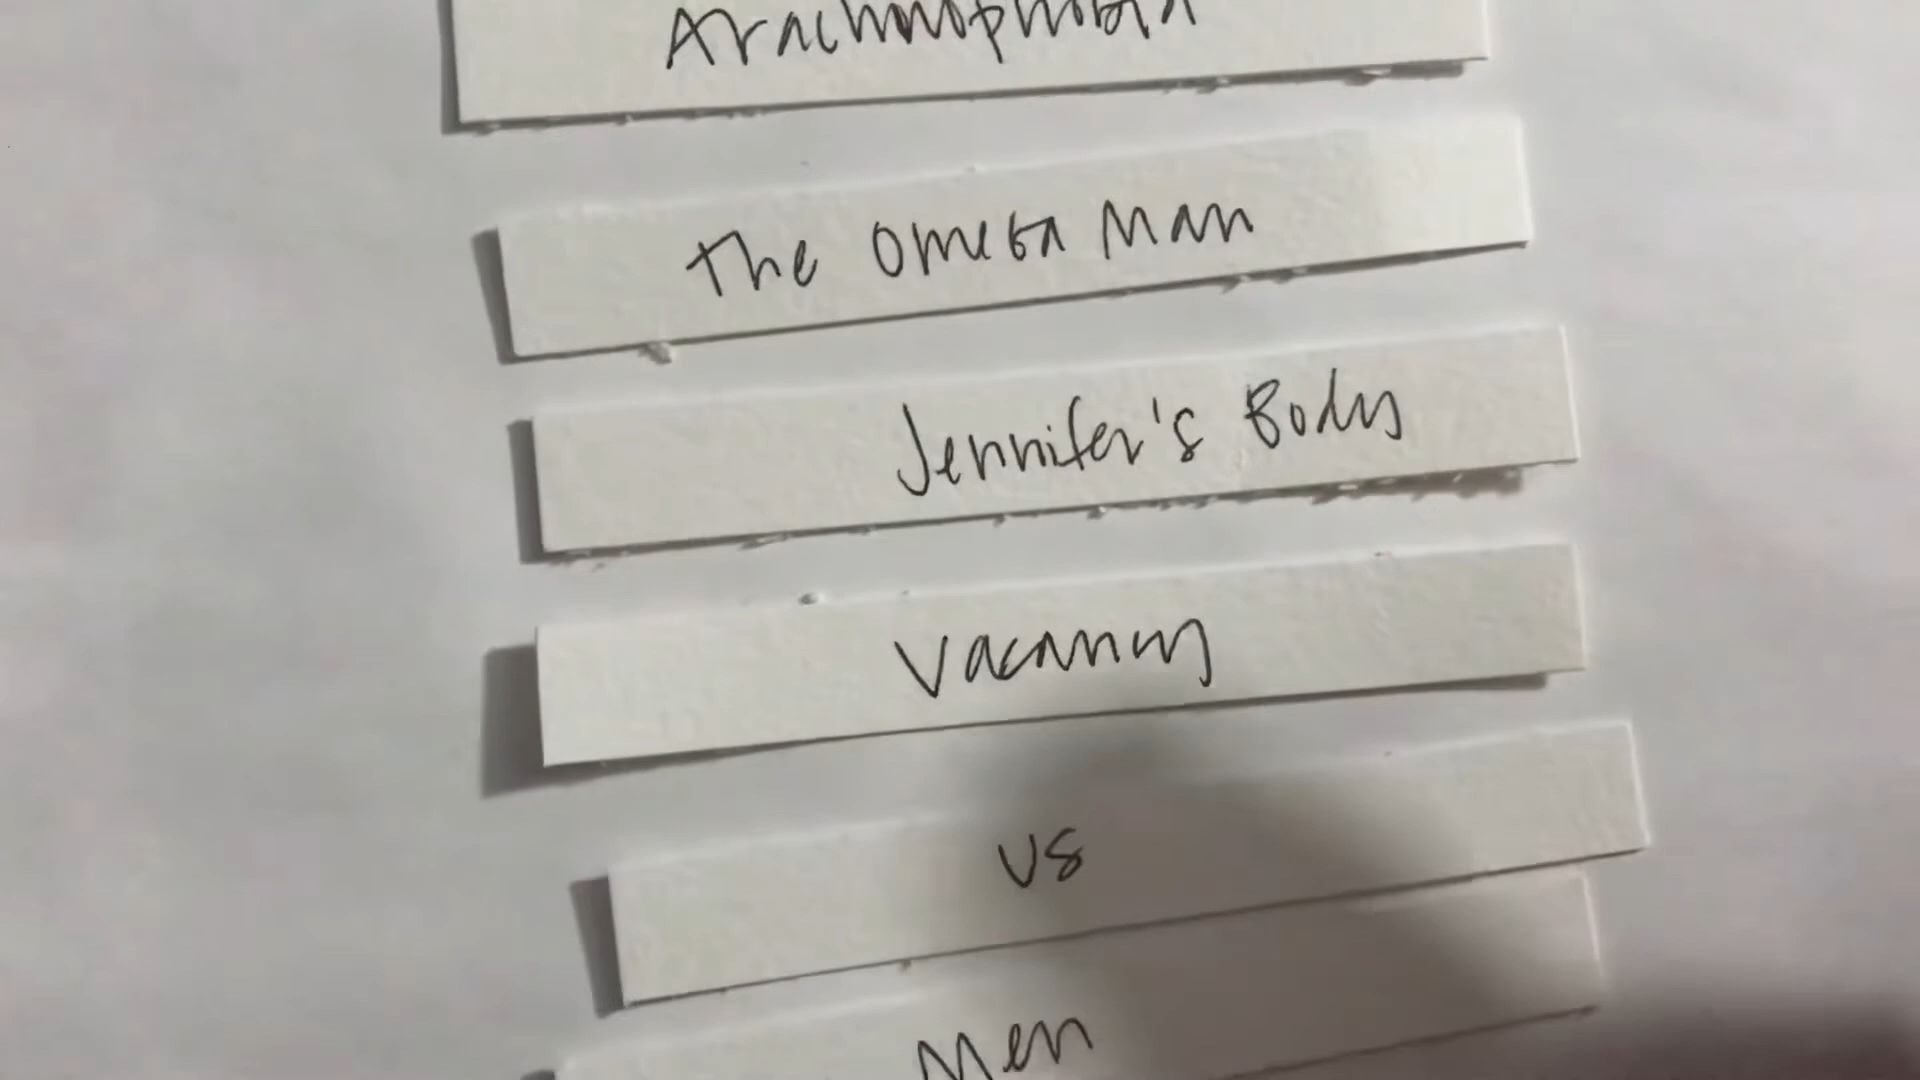 Arachnophobia
The Omega Man
Jennifer's Body
Vacancy
US
Men